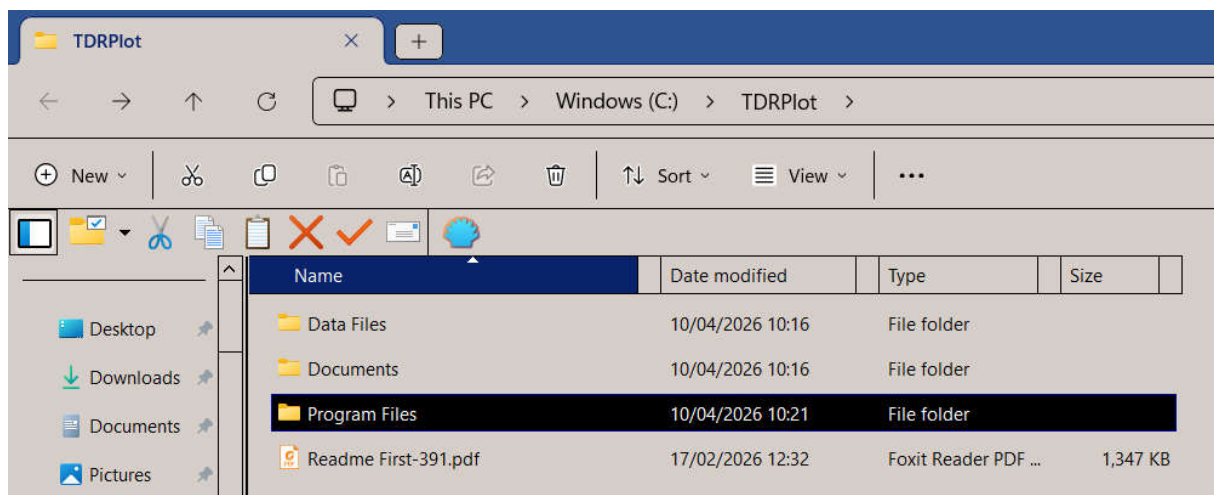 TDRPlot
This PC > Windows (C:) > TDRPlot >
New
Sort
View
Name Date modified Type Size
Desktop
Downloads
Documents
Pictures
Data Files 10/04/2026 10:16 File folder
Documents 10/04/2026 10:16 File folder
Program Files 10/04/2026 10:21 File folder
Readme First-391.pdf 17/02/2026 12:32 Foxit Reader PDF ... 1,347 KB